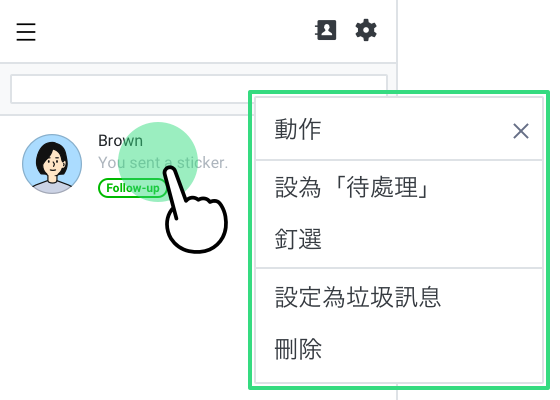 Brown
You sent a sticker.
Follow-up
動作
設為「待處理」
釘選
設定為垃圾訊息
刪除